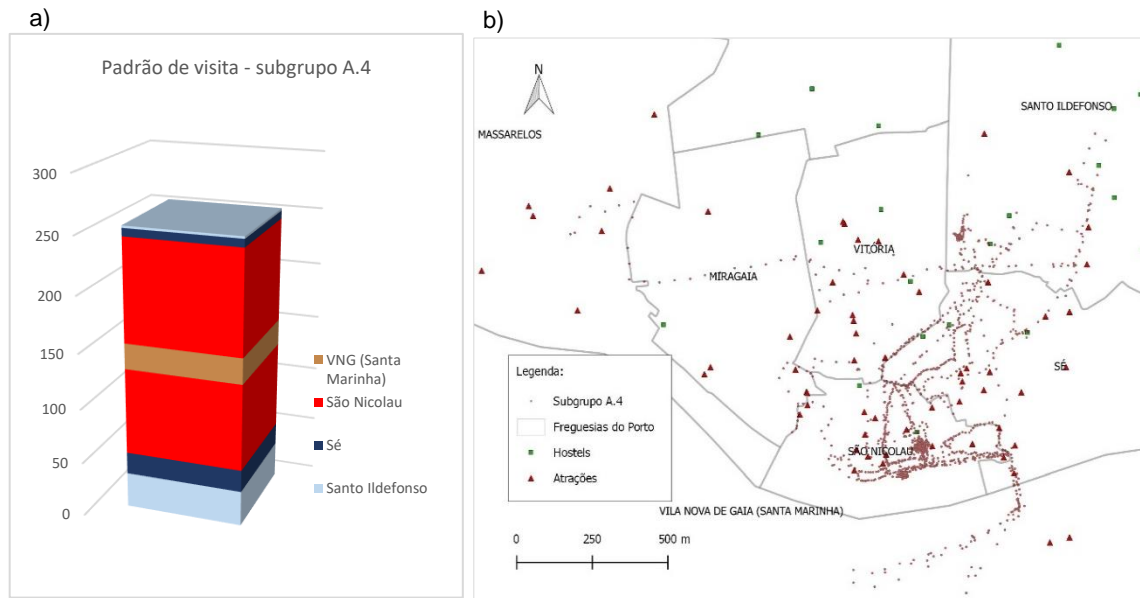 a)
Padrão de visita - subgrupo A.4
300
250
200
150
100
50
0
VNG (Santa
Marinha)
São Nicolau
Sé
Santo Ildefonso
b)
N
MASSARELOS
SANTO ILDEFONSO
VITÓRIA
MIRAGAIA
SÉ
SÃO NICOLAU
VILA NOVA DE GAIA (SANTA MARINHA)
Legenda:
Subgrupo A.4
Freguesias do Porto
Hostels
Atrações
0 250 500 m